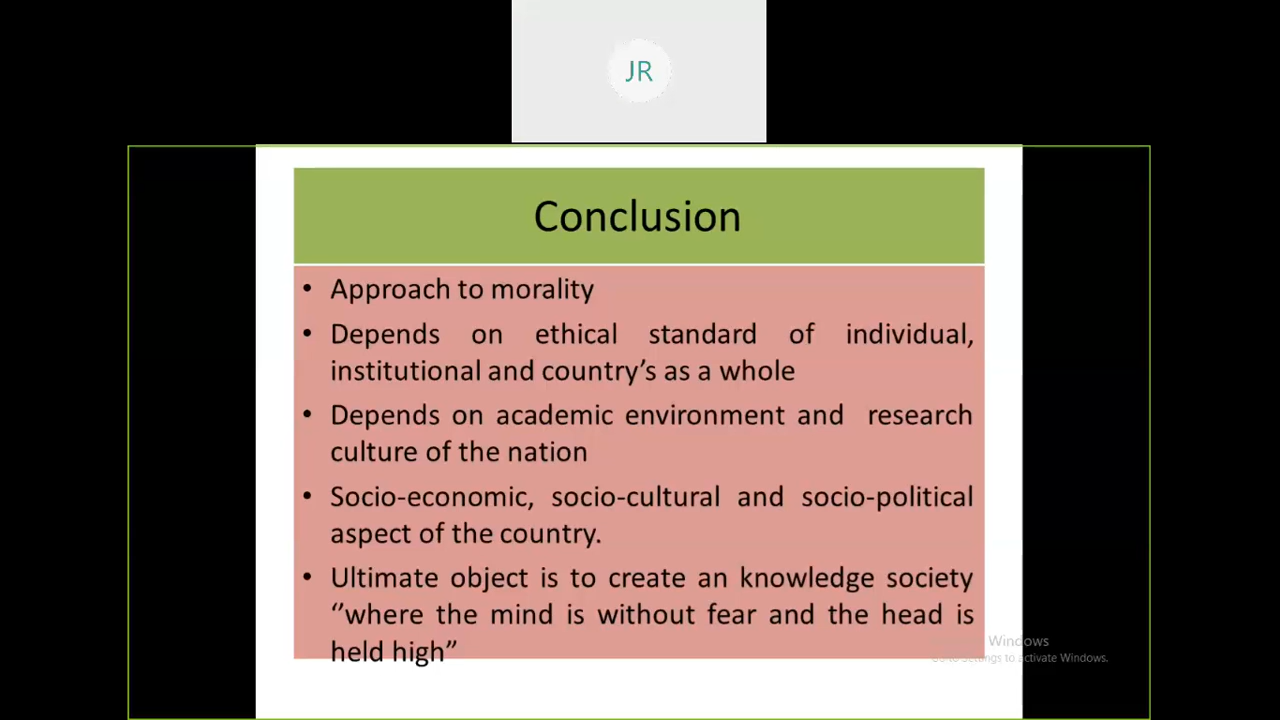 JR
Conclusion
• Approach to morality
• Depends on ethical standard of individual,
institutional and country’s as a whole
• Depends on academic environment and research
culture of the nation
• Socio-economic, socio-cultural and socio-political
aspect of the country.
• Ultimate object is to create an knowledge society
‘’where the mind is without fear and the head is
held high”
Windows
to activate Windows.